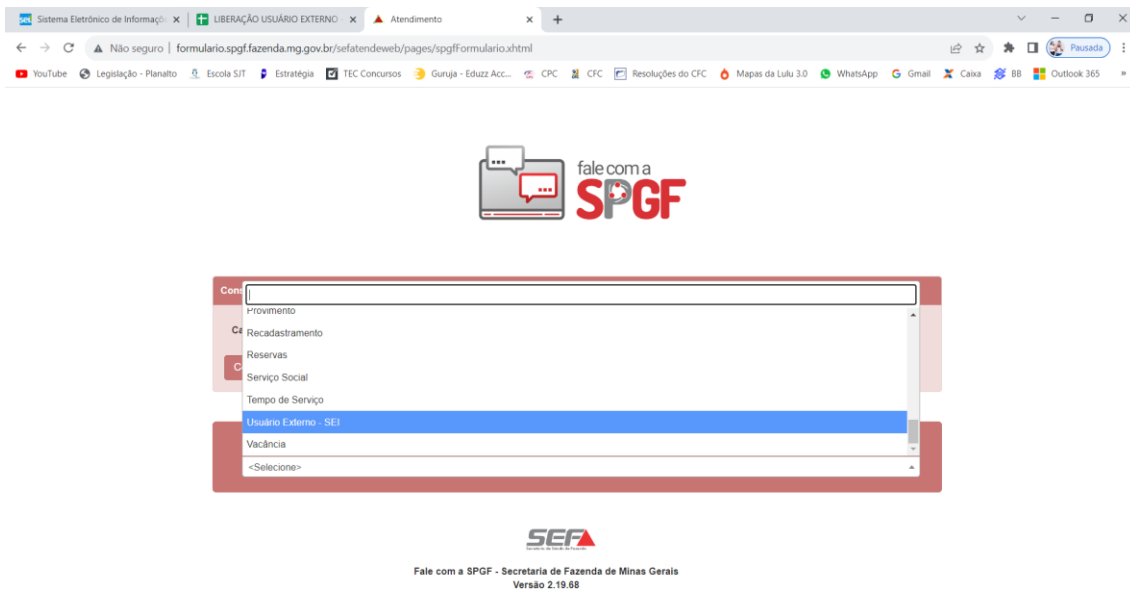 sei. Sistema Eletrônico de Informaçõ
LIBERAÇÃO USUÁRIO EXTERNO -
Atendimento
Não seguro | formulario.spgf.fazenda.mg.gov.br/sefatendeweb/pages/spgfFormulario.xhtml
Pausada
YouTube Legislação - Planalto Escola SJT Estratégia TEC Concursos Guruja - Eduzz Acc... CPC CFC Resoluções do CFC Mapas da Lulu 3.0 WhatsApp Gmail Caixa BB Outlook 365 »
fale com a
SPGF
Cons
Provimento
Ca
Recadastramento
Reservas
C
Serviço Social
Tempo de Serviço
Usuário Externo - SEI
Vacância
<Selecione>
SEF
Fale com a SPGF - Secretaria de Fazenda de Minas Gerais
Versão 2.19.68